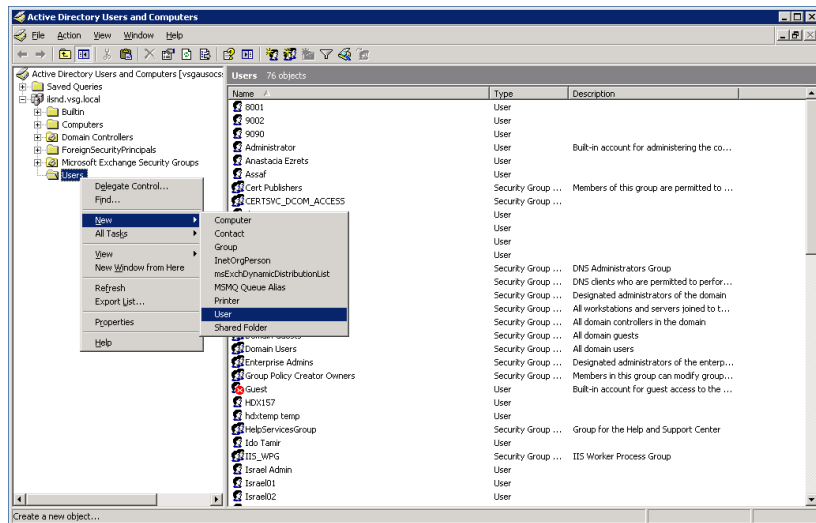 Active Directory Users and Computers
File Action View Window Help
Active Directory Users and Computers [vsgausocs:
Saved Queries
ilsnd.vsg.local
Builtin
Computers
Domain Controllers
ForeignSecurityPrincipals
Microsoft Exchange Security Groups
Users
Delegate Control...
Find...
New
All Tasks
View
New Window from Here
Refresh
Export List...
Properties
Help
Computer
Contact
Group
InetOrgPerson
msExchDynamicDistributionList
MSMQ Queue Alias
Printer
User
Shared Folder
Users 76 objects
Name Type Description
8001 User
9002 User
9090 User
Administrator User Built-in account for administering the co...
Anastacia Ezrets User
Assaf User
Cert Publishers Security Group ... Members of this group are permitted to ...
CERTSVC_DCOM_ACCESS Security Group ...
User
User
User
User
Security Group ... DNS Administrators Group
Security Group ... DNS clients who are permitted to perfor...
Security Group ... Designated administrators of the domain
Security Group ... All workstations and servers joined to t...
Security Group ... All domain controllers in the domain
Domain Guests Security Group ... All domain guests
Domain Users Security Group ... All domain users
Enterprise Admins Security Group ... Designated administrators of the enterp...
Group Policy Creator Owners Security Group ... Members in this group can modify group...
Guest User Built-in account for guest access to the ...
HDX157 User
hdxtemp temp User
HelpServicesGroup Security Group ... Group for the Help and Support Center
Ido Tamir User
IIS_WPG Security Group ... IIS Worker Process Group
Israel Admin User
Israel01 User
Israel02 User
Create a new object...